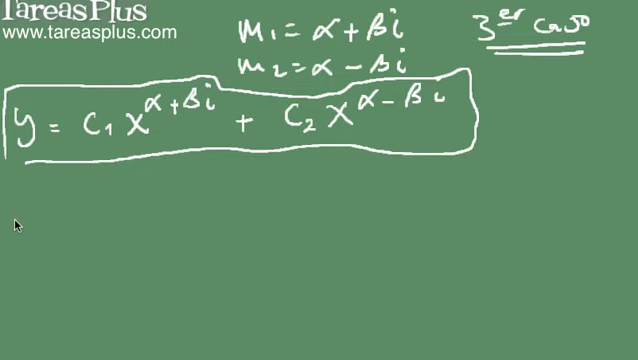 TareasPlus
www.tareasplus.com
m₁ = α + βi
m₂ = α − βi
3er Caso
y = C₁ x^(α + βi) + C₂ x^(α − βi)